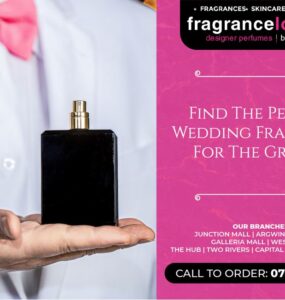 • FRAGRANCES• SKINCARE
fragrancelo
designer perfumes | b
FIND THE PE
WEDDING FRA
FOR THE GR
OUR BRANCHE
JUNCTION MALL | ARGWIN
GALLERIA MALL | WES
THE HUB | TWO RIVERS | CAPITAL
CALL TO ORDER: 07